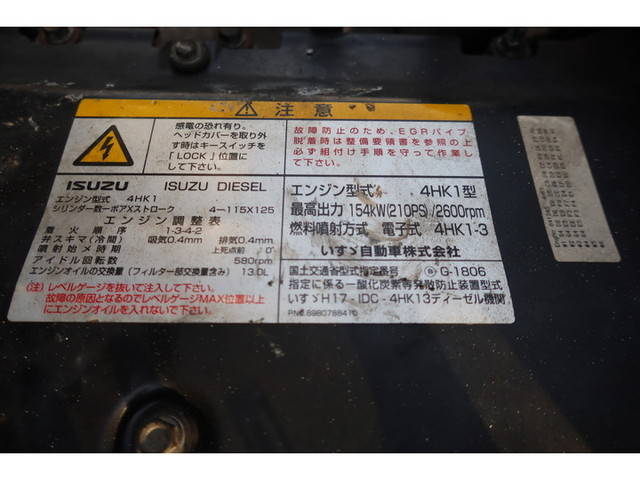 注意
感電の恐れ有り。
ヘッドカバーを取り外
す時はキースイッチを
「LOCK」位置に
して下さい。
故障防止のため、EGRパイプ
脱着時は整備要領書を参照の上
必ず組付け手順を守って作業
して下さい。
ISUZU ISUZU DIESEL
エンジン型式 4HK1
シリンダー数ーボアXストローク 4-115X125
エンジン調整表
着火順序 1-3-4-2
弁スキマ(冷間) 吸気0.4mm 排気0.4mm
噴射始メ時期 上死点前 0°
アイドル回転数 580rpm
エンジンオイルの交換量(フィルター部交換量含み) 13.0L
(注)レベルゲージを抜いて注入して下さい。
故障の原因となるのでレベルゲージMAX位置以上
にエンジンオイルを入れないで下さい。
エンジン型式 4HK1型
最高出力 154kW(210PS)/2600rpm
燃料噴射方式 電子式 4HK1-3
いすゞ自動車株式会社
国土交通省型式指定番号 G-1806
指定に係る一酸化炭素等発散防止装置型式
いすゞH17-IDC-4HK13ディーゼル機関